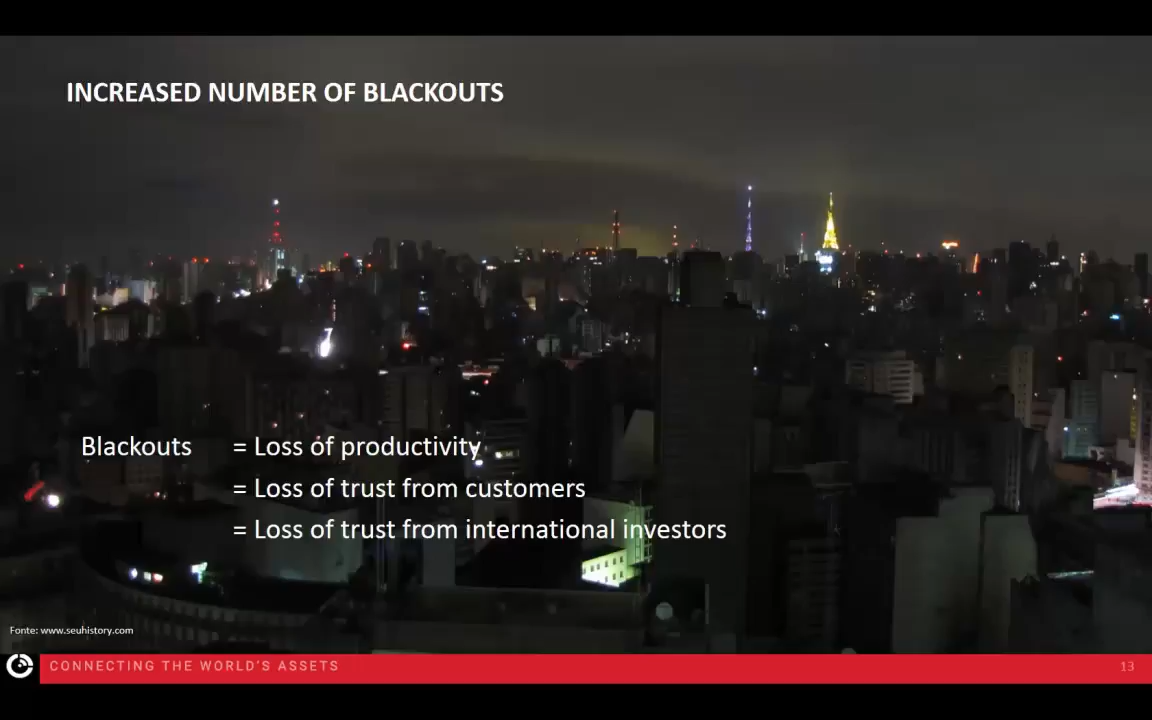 INCREASED NUMBER OF BLACKOUTS
Blackouts = Loss of productivity
= Loss of trust from customers
= Loss of trust from international investors
Fonte: www.seuhistory.com
CONNECTING THE WORLD'S ASSETS 13